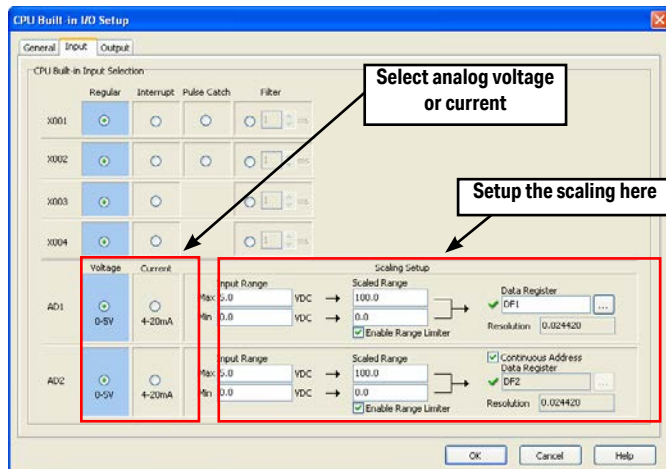 CPU Built-in I/O Setup
General Input Output
CPU Built-in Input Selection
Select analog voltage
or current
Regular Interrupt Pulse Catch Filter
X001 1 ms
X002 1 ms
X003 1 ms
Setup the scaling here
X004 1 ms
Voltage Current Scaling Setup
Input Range Scaled Range Data Register
AD1 Max 5.0 VDC 100.0 DF1 ...
0-5V 4-20mA Min 0.0 VDC 0.0 Resolution 0.024420
Enable Range Limiter
Input Range Scaled Range Continuous Address
Data Register
AD2 Max 5.0 VDC 100.0 DF2 ...
0-5V 4-20mA Min 0.0 VDC 0.0 Resolution 0.024420
Enable Range Limiter
OK Cancel Help